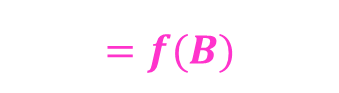 = f(B)